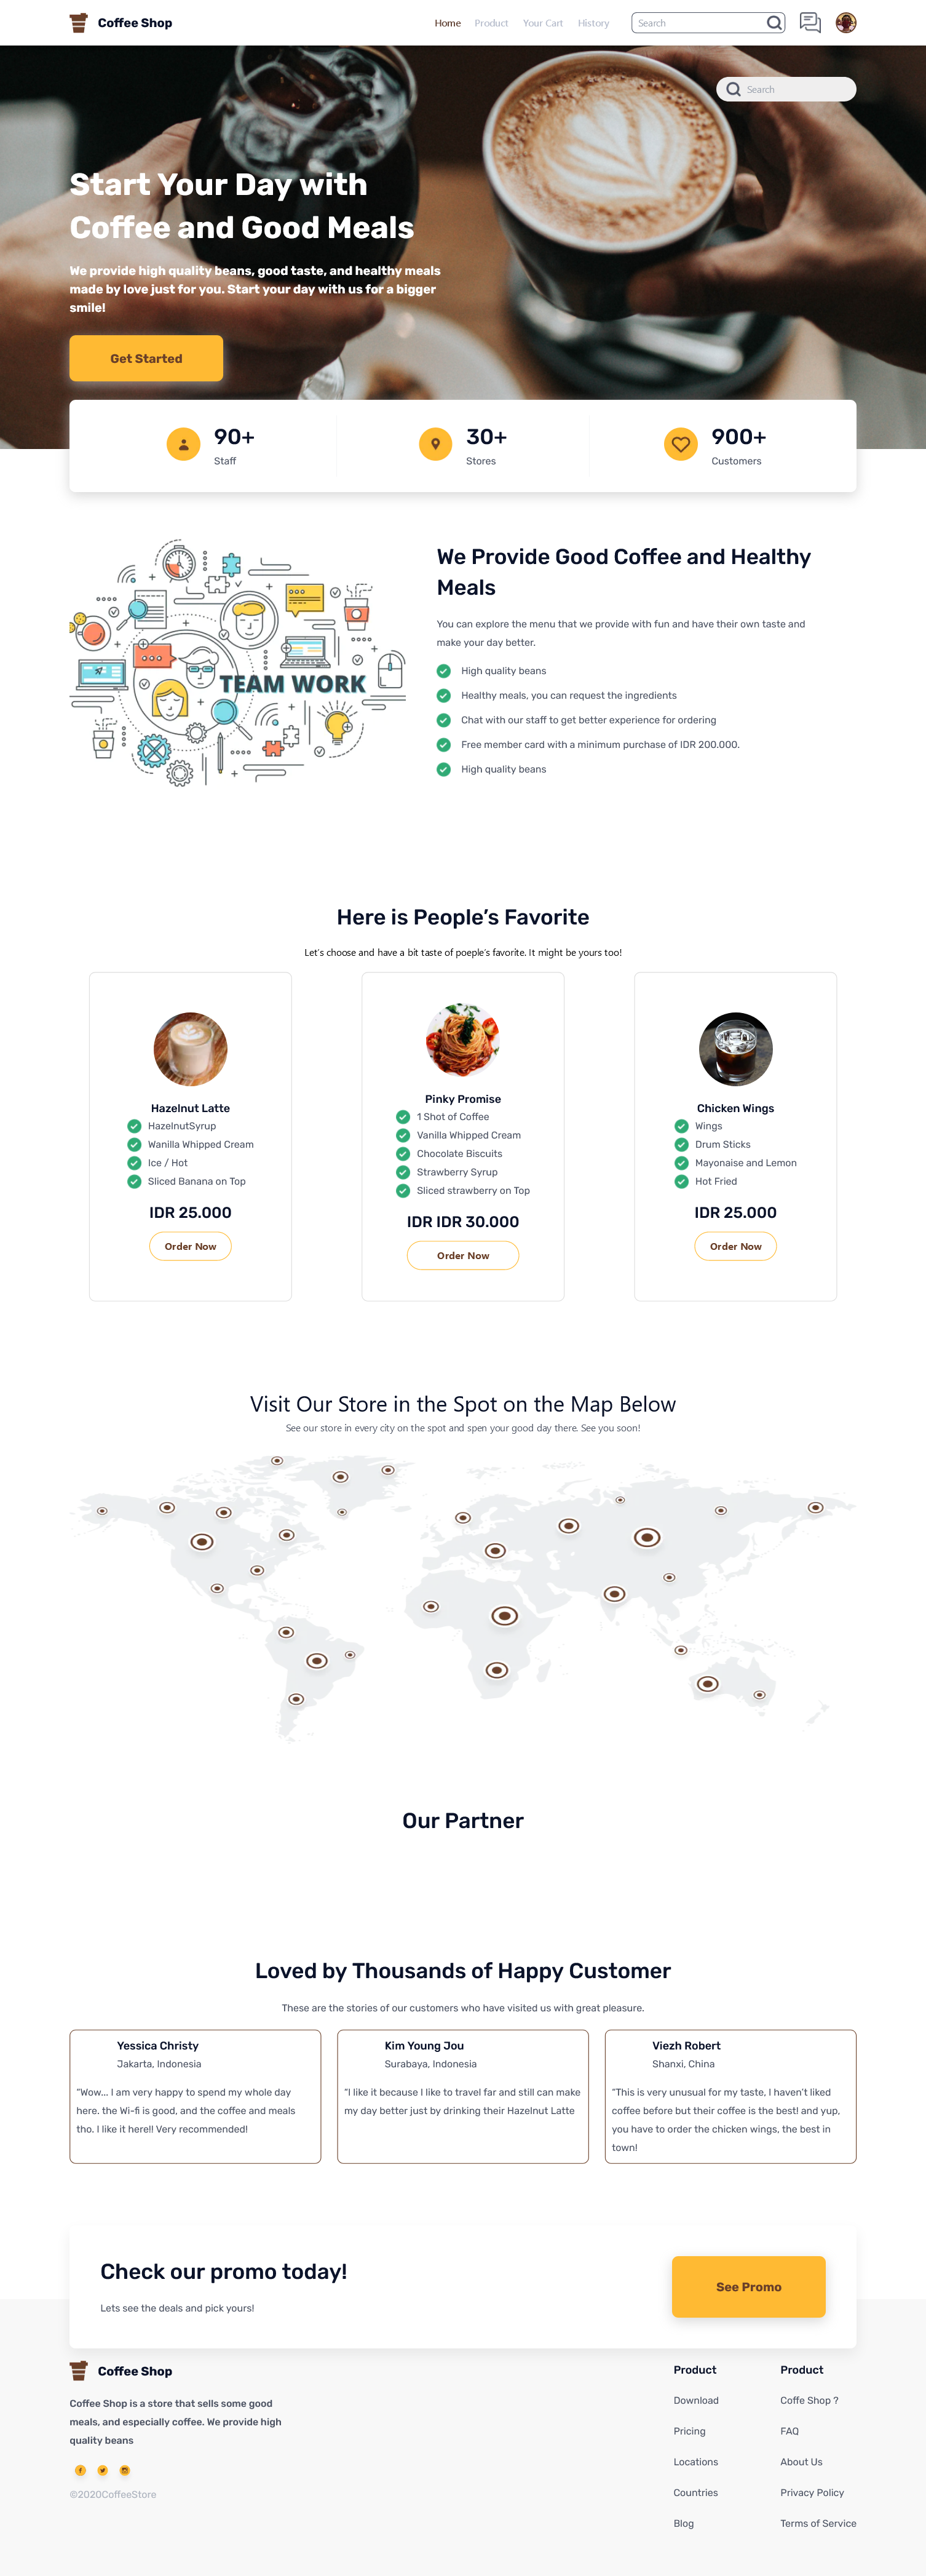 Coffee Shop
Home Product Your Cart History Search
Search
Start Your Day with
Coffee and Good Meals
We provide high quality beans, good taste, and healthy meals
made by love just for you. Start your day with us for a bigger
smile!
Get Started
90+
Staff
30+
Stores
900+
Customers
TEAM WORK
We Provide Good Coffee and Healthy
Meals
You can explore the menu that we provide with fun and have their own taste and
make your day better.
High quality beans
Healthy meals, you can request the ingredients
Chat with our staff to get better experience for ordering
Free member card with a minimum purchase of IDR 200.000.
High quality beans
Here is People’s Favorite
Let’s choose and have a bit taste of poeple’s favorite. It might be yours too!
Hazelnut Latte
HazelnutSyrup
Wanilla Whipped Cream
Ice / Hot
Sliced Banana on Top
IDR 25.000
Order Now
Pinky Promise
1 Shot of Coffee
Vanilla Whipped Cream
Chocolate Biscuits
Strawberry Syrup
Sliced strawberry on Top
IDR IDR 30.000
Order Now
Chicken Wings
Wings
Drum Sticks
Mayonaise and Lemon
Hot Fried
IDR 25.000
Order Now
Visit Our Store in the Spot on the Map Below
See our store in every city on the spot and spen your good day there. See you soon!
Our Partner
Loved by Thousands of Happy Customer
These are the stories of our customers who have visited us with great pleasure.
Yessica Christy
Jakarta, Indonesia
“Wow... I am very happy to spend my whole day
here. the Wi-fi is good, and the coffee and meals
tho. I like it here!! Very recommended!
Kim Young Jou
Surabaya, Indonesia
“I like it because I like to travel far and still can make
my day better just by drinking their Hazelnut Latte
Viezh Robert
Shanxi, China
“This is very unusual for my taste, I haven’t liked
coffee before but their coffee is the best! and yup,
you have to order the chicken wings, the best in
town!
Check our promo today!
Lets see the deals and pick yours!
See Promo
Coffee Shop
Coffee Shop is a store that sells some good
meals, and especially coffee. We provide high
quality beans
©2020CoffeeStore
Product
Download
Pricing
Locations
Countries
Blog
Product
Coffe Shop ?
FAQ
About Us
Privacy Policy
Terms of Service